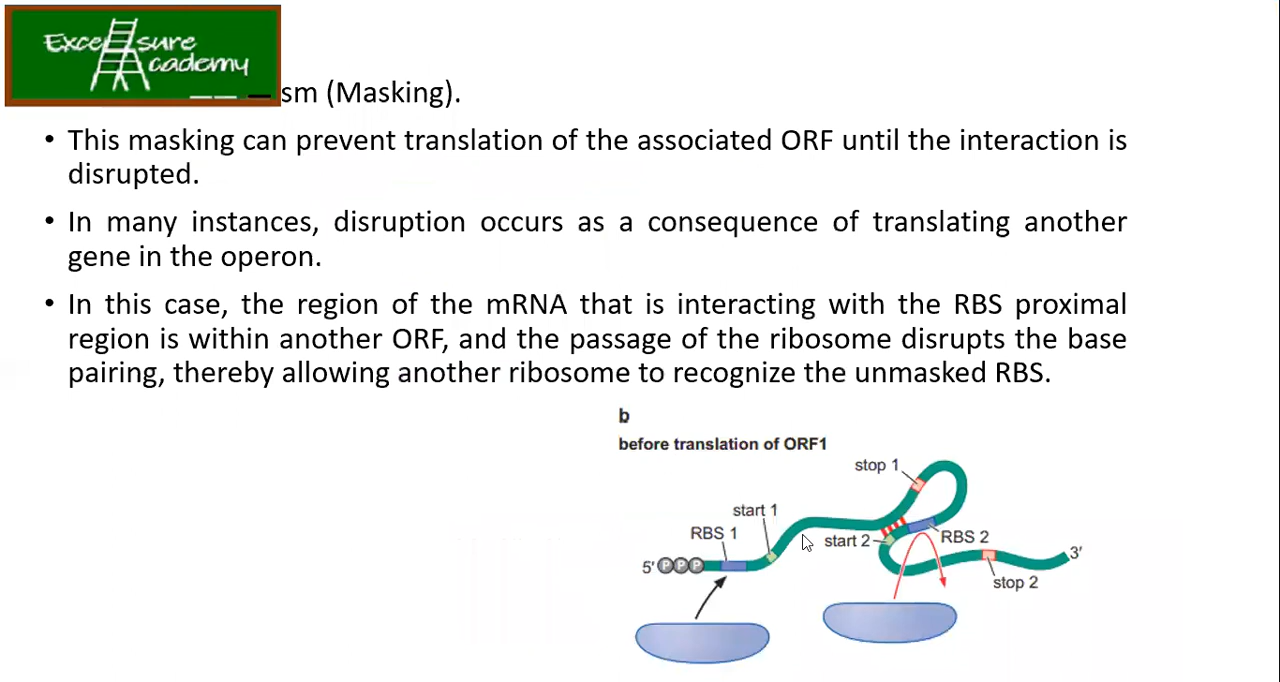 Excel sure
Academy
sm (Masking).
• This masking can prevent translation of the associated ORF until the interaction is
disrupted.
• In many instances, disruption occurs as a consequence of translating another
gene in the operon.
• In this case, the region of the mRNA that is interacting with the RBS proximal
region is within another ORF, and the passage of the ribosome disrupts the base
pairing, thereby allowing another ribosome to recognize the unmasked RBS.
b
before translation of ORF1
stop 1
start 1
RBS 1
start 2
RBS 2
5' P P P
3'
stop 2